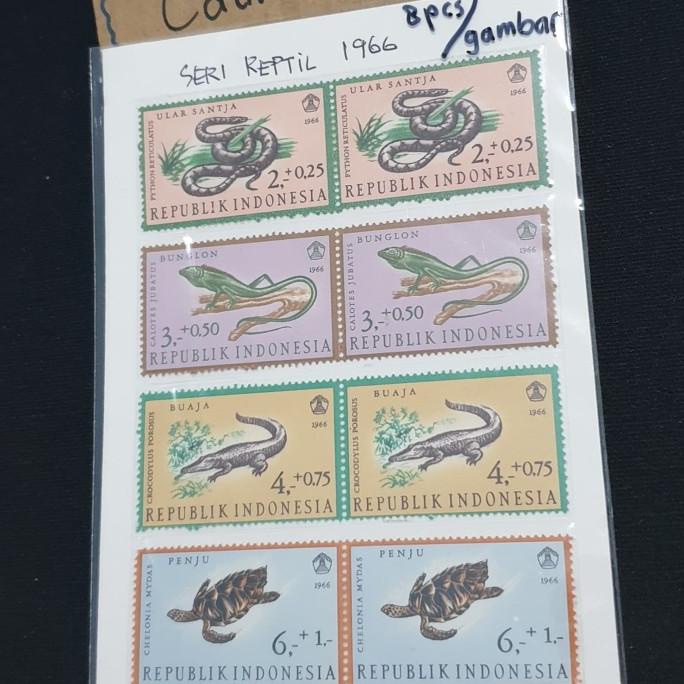 8pcs/gambar
SERI REPTIL 1966
ULAR SANTJA
PYTHON RETICULATUS
1966
2,- + 0.25
REPUBLIK INDONESIA
ULAR SANTJA
PYTHON RETICULATUS
1966
2,- + 0.25
REPUBLIK INDONESIA
BUNGLON
CALOTES JUBATUS
1966
3,- + 0.50
REPUBLIK INDONESIA
BUNGLON
CALOTES JUBATUS
1966
3,- + 0.50
REPUBLIK INDONESIA
BUAJA
CROCODYLUS POROSUS
1966
4,- + 0.75
REPUBLIK INDONESIA
BUAJA
CROCODYLUS POROSUS
1966
4,- + 0.75
REPUBLIK INDONESIA
PENJU
CHELONIA MYDAS
1966
6,- + 1,-
REPUBLIK INDONESIA
PENJU
CHELONIA MYDAS
1966
6,- + 1,-
REPUBLIK INDONESIA